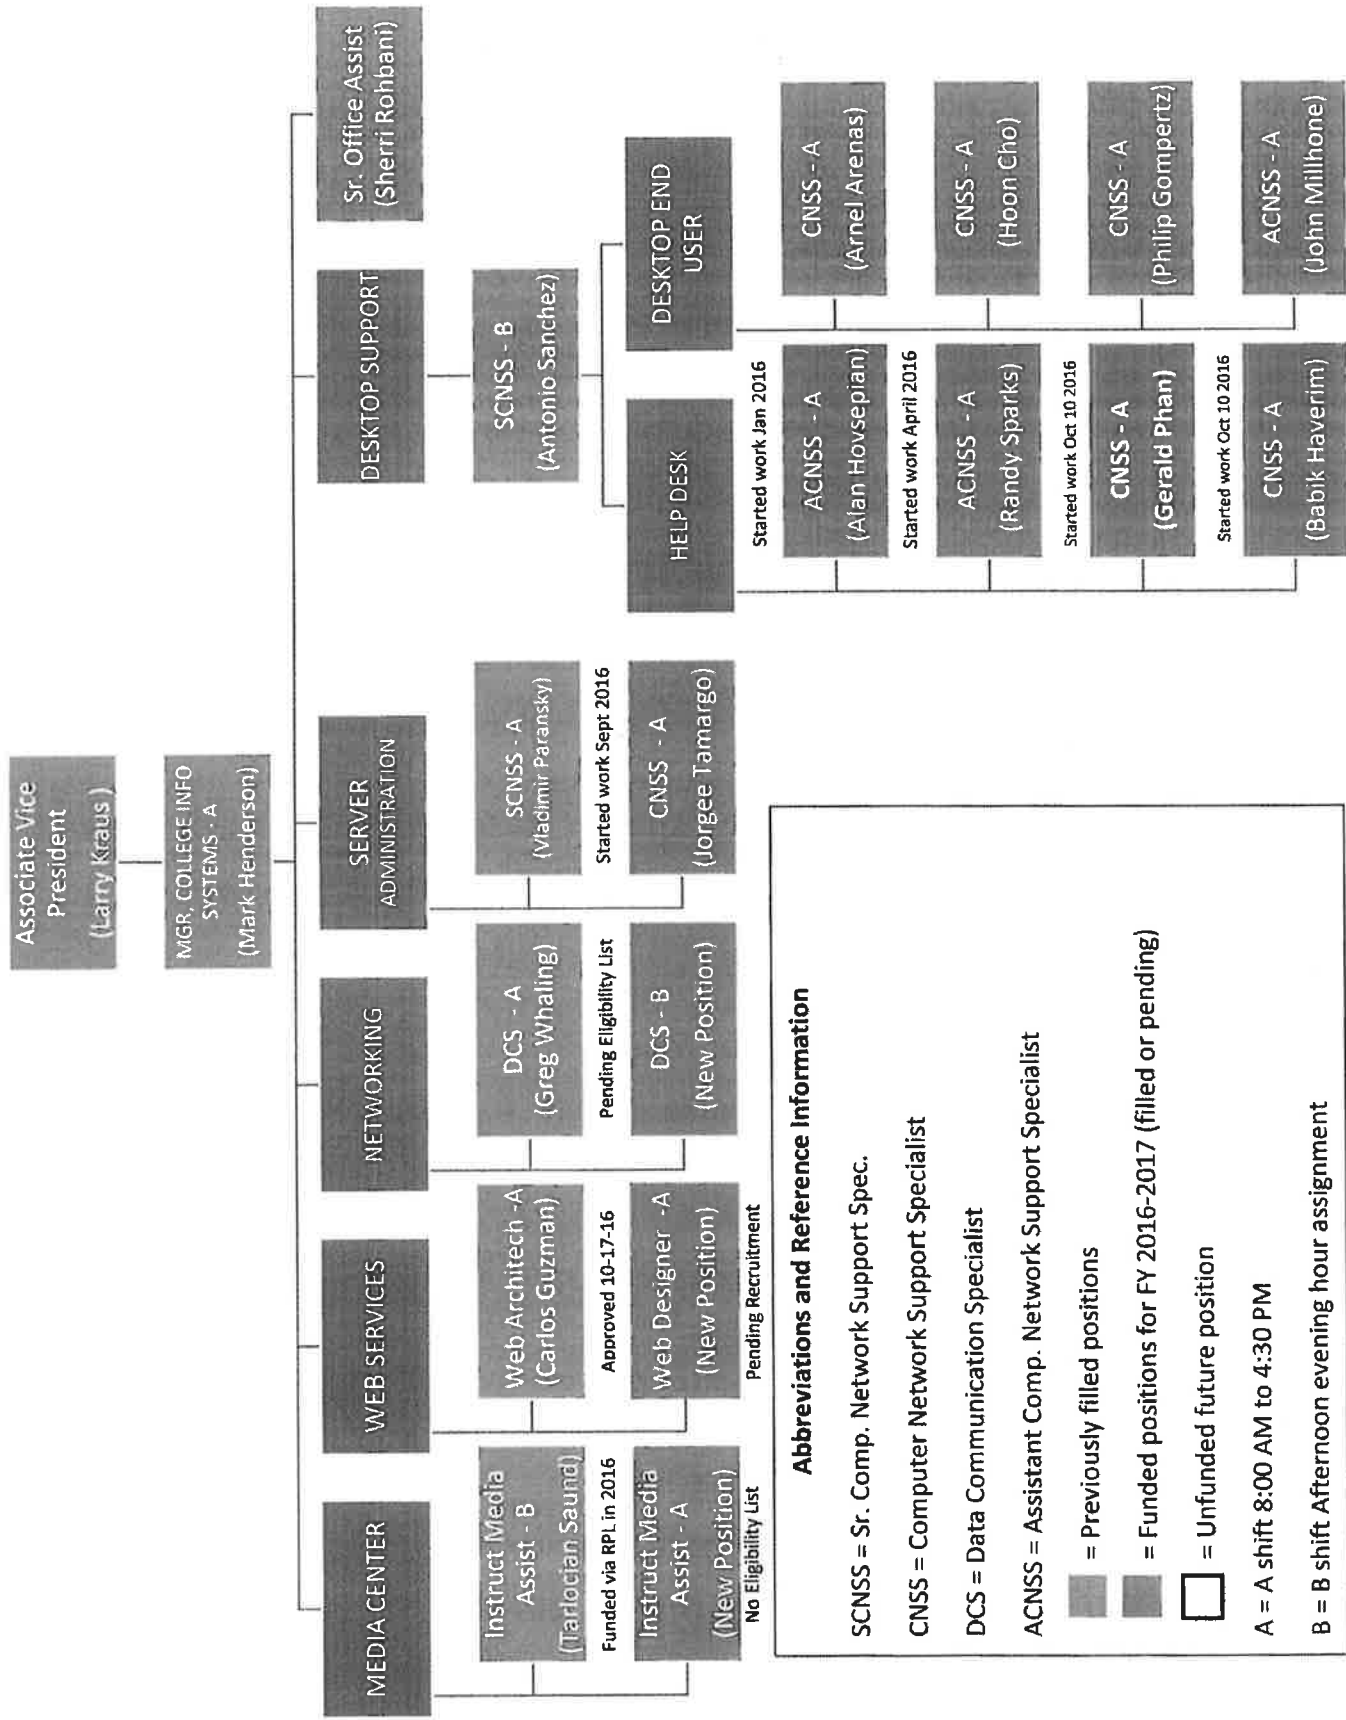 Associate Vice
President
(Larry Kraus )
MGR, COLLEGE INFO
SYSTEMS - A
(Mark Henderson)
MEDIA CENTER
WEB SERVICES
NETWORKING
SERVER
ADMINISTRATION
DESKTOP SUPPORT
Sr. Office Assist
(Sherri Rohbani)
Instruct Media
Assist - B
(Tarlocian Saund)
Funded via RPL in 2016
Instruct Media
Assist - A
(New Position)
No Eligibility List
Web Architech -A
(Carlos Guzman)
Approved 10-17-16
Web Designer -A
(New Position)
Pending Recruitment
DCS - A
(Greg Whaling)
Pending Eligibility List
DCS - B
(New Position)
SCNSS - A
(Vladimir Paransky)
Started work Sept 2016
CNSS - A
(Jorgee Tamargo)
SCNSS - B
(Antonio Sanchez)
HELP DESK
Started work Jan 2016
ACNSS - A
(Alan Hovsepian)
Started work April 2016
ACNSS - A
(Randy Sparks)
Started work Oct 10 2016
CNSS - A
(Gerald Phan)
Started work Oct 10 2016
CNSS - A
(Babik Haverim)
DESKTOP END
USER
CNSS - A
(Arnel Arenas)
CNSS - A
(Hoon Cho)
CNSS - A
(Philip Gompertz)
ACNSS - A
(John Millhone)
Abbreviations and Reference Information
SCNSS = Sr. Comp. Network Support Spec.
CNSS = Computer Network Support Specialist
DCS = Data Communication Specialist
ACNSS = Assistant Comp. Network Support Specialist
= Previously filled positions
= Funded positions for FY 2016-2017 (filled or pending)
= Unfunded future position
A = A shift 8:00 AM to 4:30 PM
B = B shift Afternoon evening hour assignment